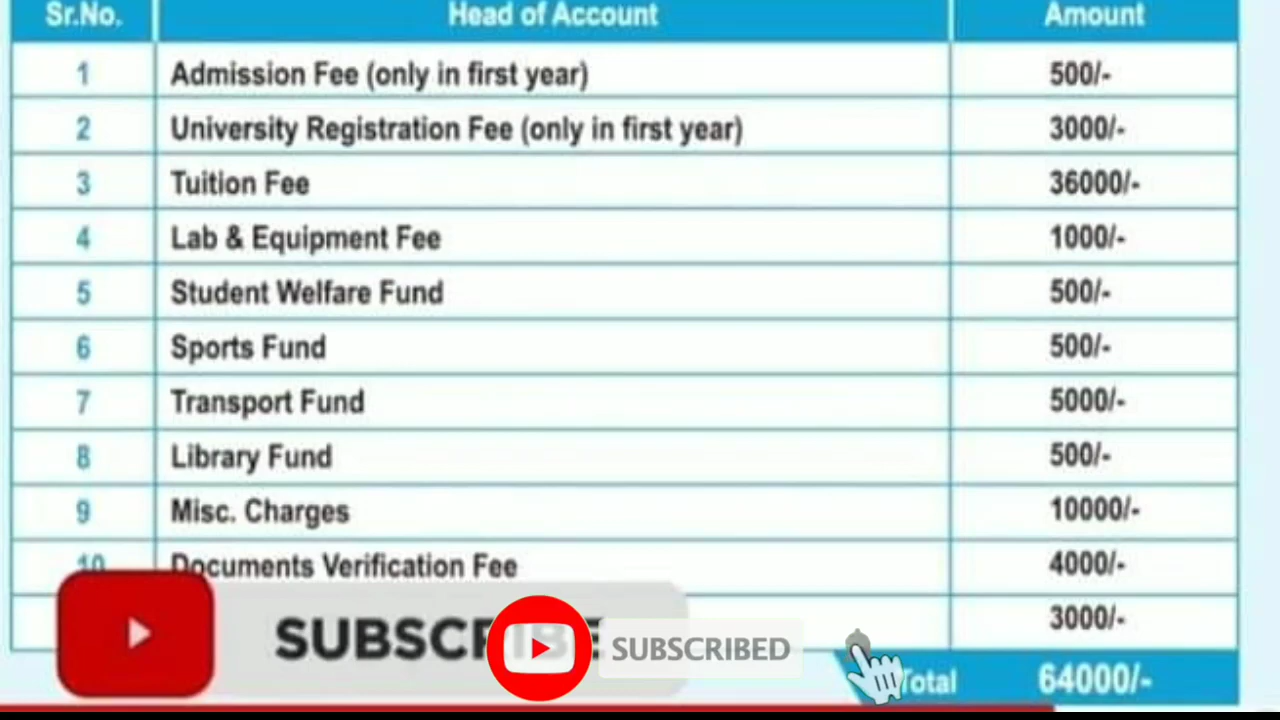 Sr.No. Head of Account Amount
1 Admission Fee (only in first year) 500/-
2 University Registration Fee (only in first year) 3000/-
3 Tuition Fee 36000/-
4 Lab & Equipment Fee 1000/-
5 Student Welfare Fund 500/-
6 Sports Fund 500/-
7 Transport Fund 5000/-
8 Library Fund 500/-
9 Misc. Charges 10000/-
10 Documents Verification Fee 4000/-
3000/-
SUBSCRIBE
SUBSCRIBED
Total 64000/-